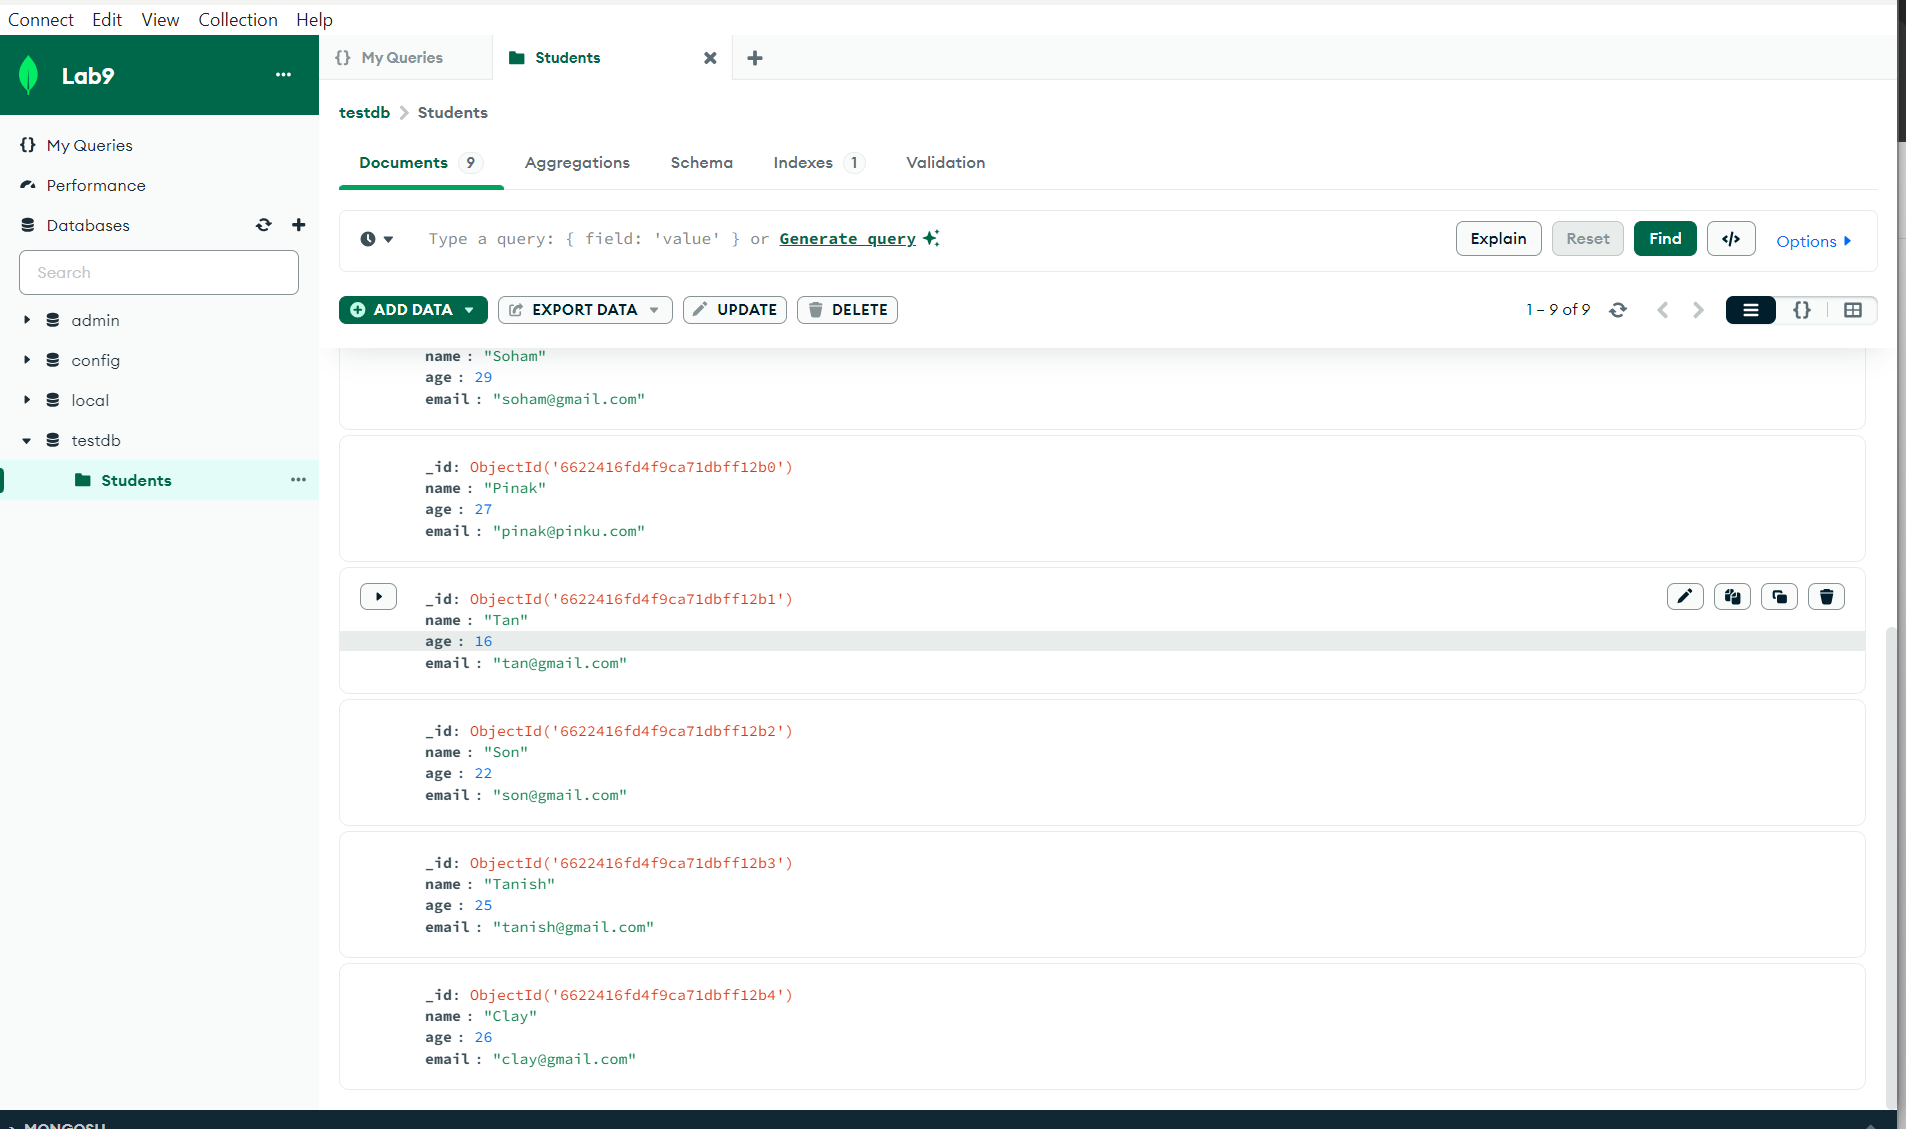 Connect Edit View Collection Help
Lab9
{} My Queries
Students
testdb > Students
My Queries
Performance
Databases
Search
admin
config
local
testdb
Students
Documents 9 Aggregations Schema Indexes 1 Validation
Type a query: { field: 'value' } or Generate query
Explain Reset Find </> Options
ADD DATA EXPORT DATA UPDATE DELETE
1 – 9 of 9
name : "Soham"
age : 29
email : "soham@gmail.com"
_id: ObjectId('6622416fd4f9ca71dbff12b0')
name : "Pinak"
age : 27
email : "pinak@pinku.com"
_id: ObjectId('6622416fd4f9ca71dbff12b1')
name : "Tan"
age : 16
email : "tan@gmail.com"
_id: ObjectId('6622416fd4f9ca71dbff12b2')
name : "Son"
age : 22
email : "son@gmail.com"
_id: ObjectId('6622416fd4f9ca71dbff12b3')
name : "Tanish"
age : 25
email : "tanish@gmail.com"
_id: ObjectId('6622416fd4f9ca71dbff12b4')
name : "Clay"
age : 26
email : "clay@gmail.com"
MONGOSH